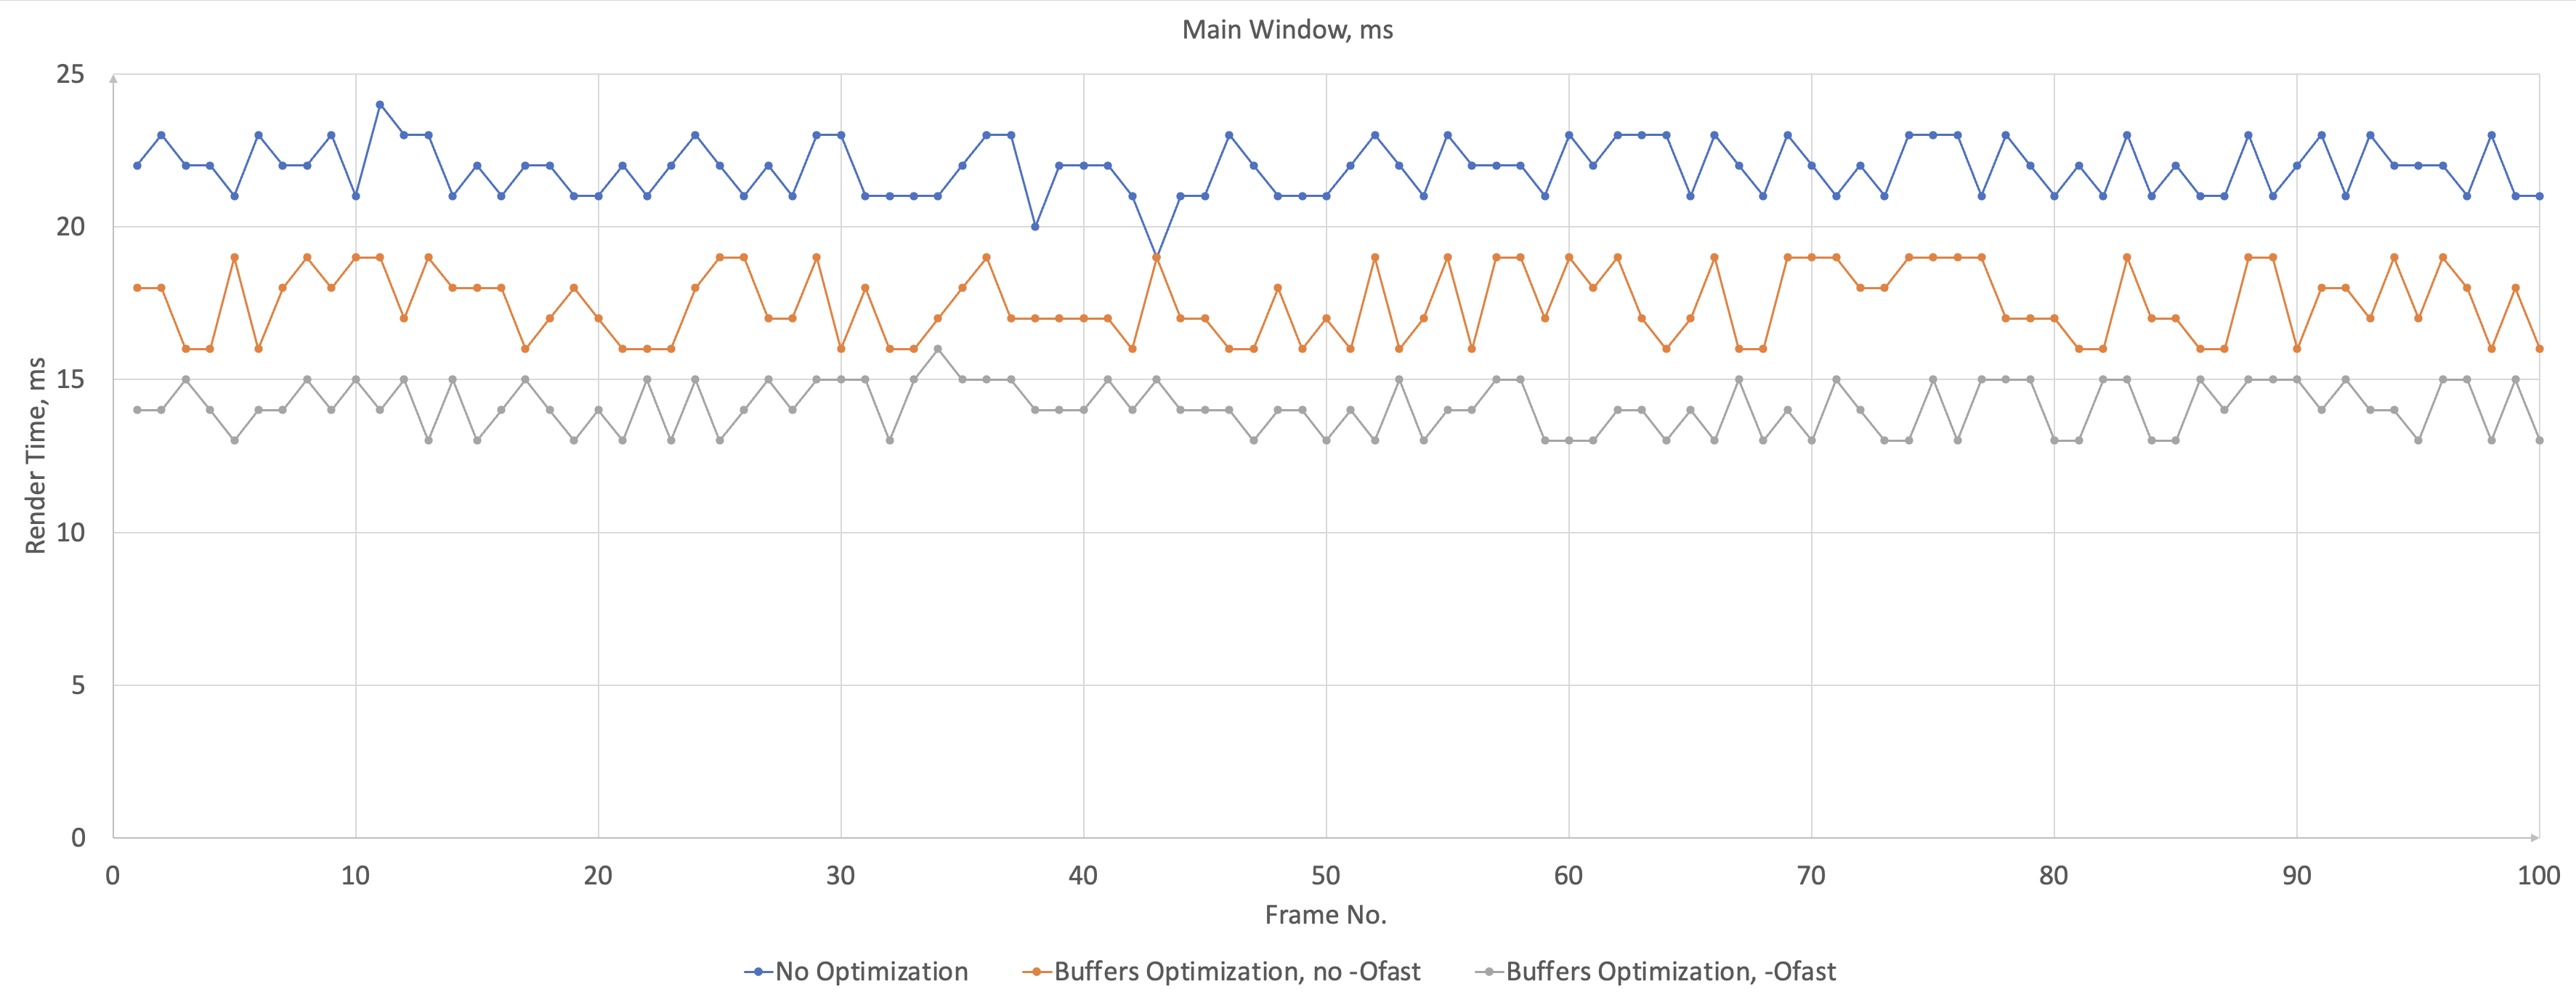 Main Window, ms
25
20
15
10
5
0
Render Time, ms
0 10 20 30 40 50 60 70 80 90 100
Frame No.
No Optimization Buffers Optimization, no -Ofast Buffers Optimization, -Ofast